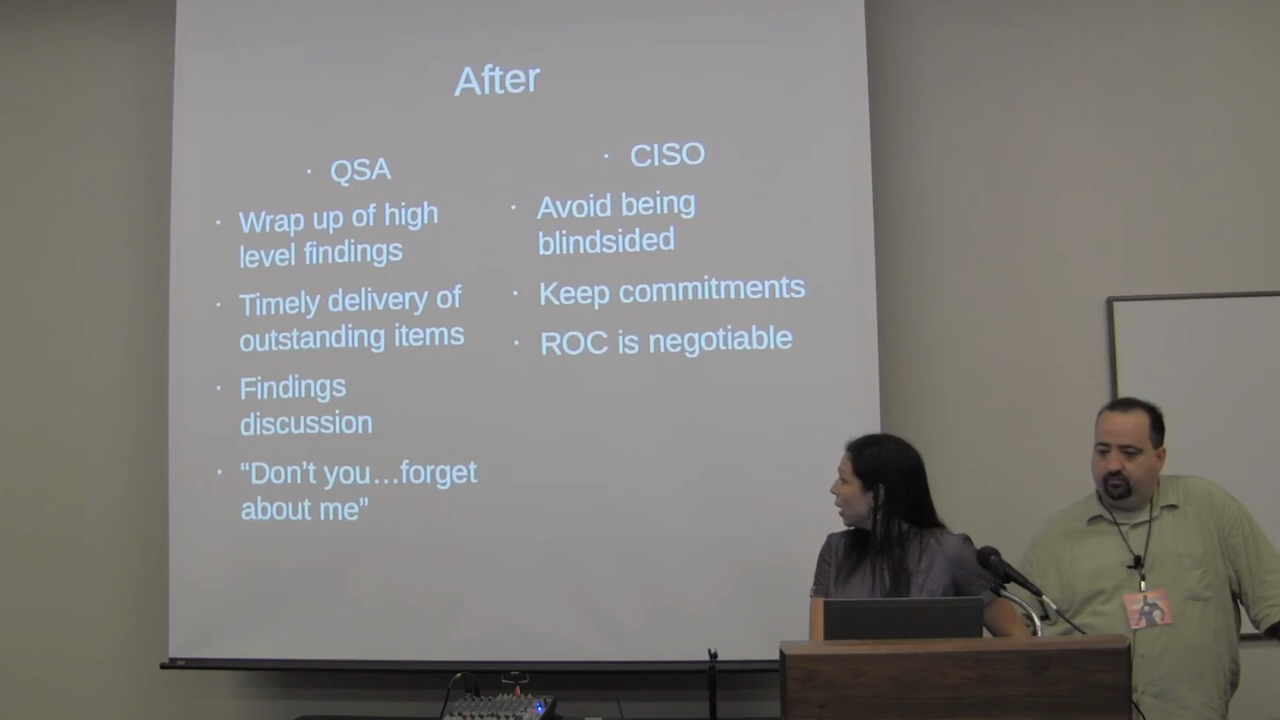 After
· QSA
· Wrap up of high
level findings
· Timely delivery of
outstanding items
· Findings
discussion
· “Don’t you…forget
about me”
· CISO
· Avoid being
blindsided
· Keep commitments
· ROC is negotiable